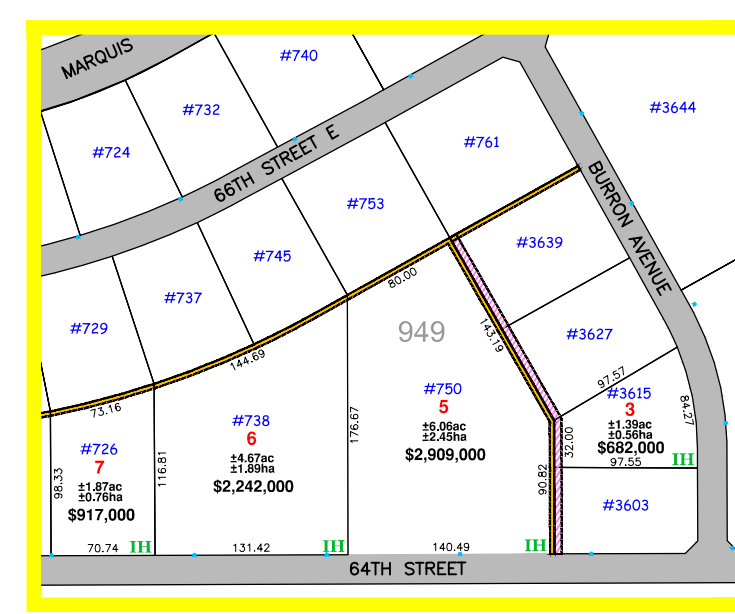 MARQUIS
#740
#732
#724
#3644
66TH STREET E
#761
#753
#745
#737
#729
BURRON AVENUE
#3639
#3627
80.00
143.19
144.69
73.16
949
97.57
84.27
#3615
3
±1.39ac
±0.56ha
$682,000
97.55
IH
32.00
#3603
#750
5
±6.06ac
±2.45ha
$2,909,000
176.67
90.82
140.49
IH
#738
6
±4.67ac
±1.89ha
$2,242,000
116.81
131.42
IH
#726
7
±1.87ac
±0.76ha
$917,000
98.33
70.74
IH
64TH STREET